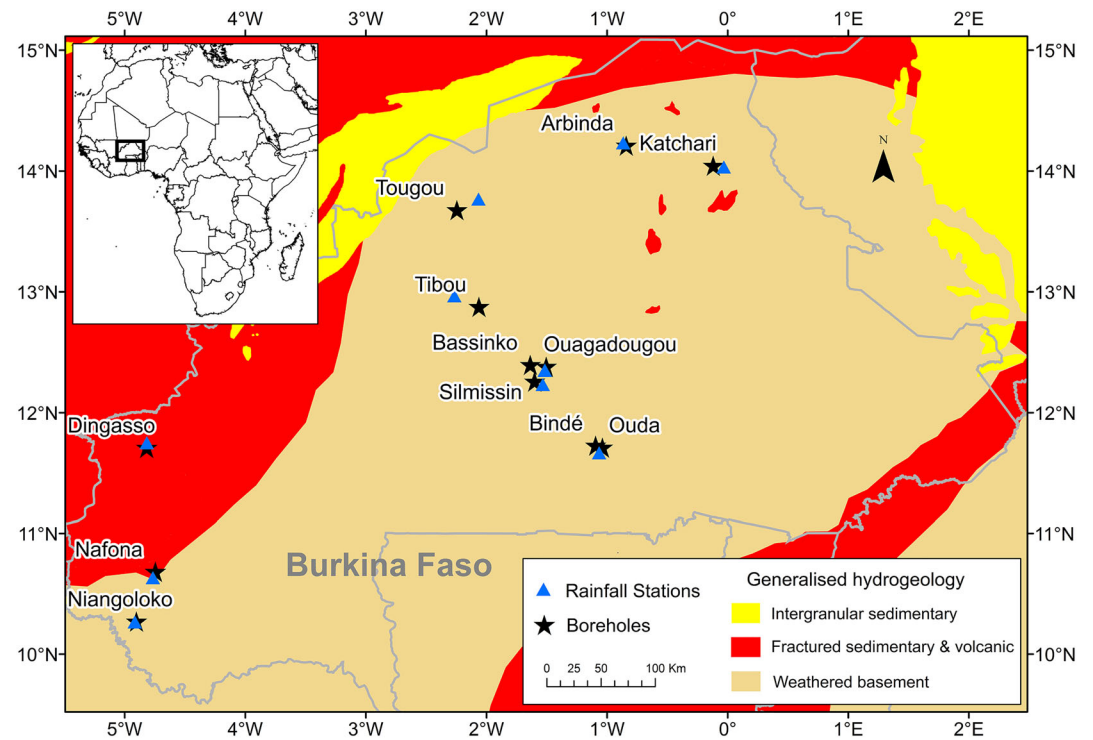 5°W 4°W 3°W 2°W 1°W 0° 1°E 2°E
15°N 15°N
Arbinda
Katchari
N
14°N 14°N
Tougou
13°N 13°N
Tibou
Bassinko Ouagadougou
Silmissin
12°N 12°N
Dingasso
Bindé Ouda
11°N 11°N
Nafona
Burkina Faso
Niangoloko
10°N 10°N
Rainfall Stations
Boreholes
0 25 50 100 Km
Generalised hydrogeology
Intergranular sedimentary
Fractured sedimentary & volcanic
Weathered basement
5°W 4°W 3°W 2°W 1°W 0° 1°E 2°E